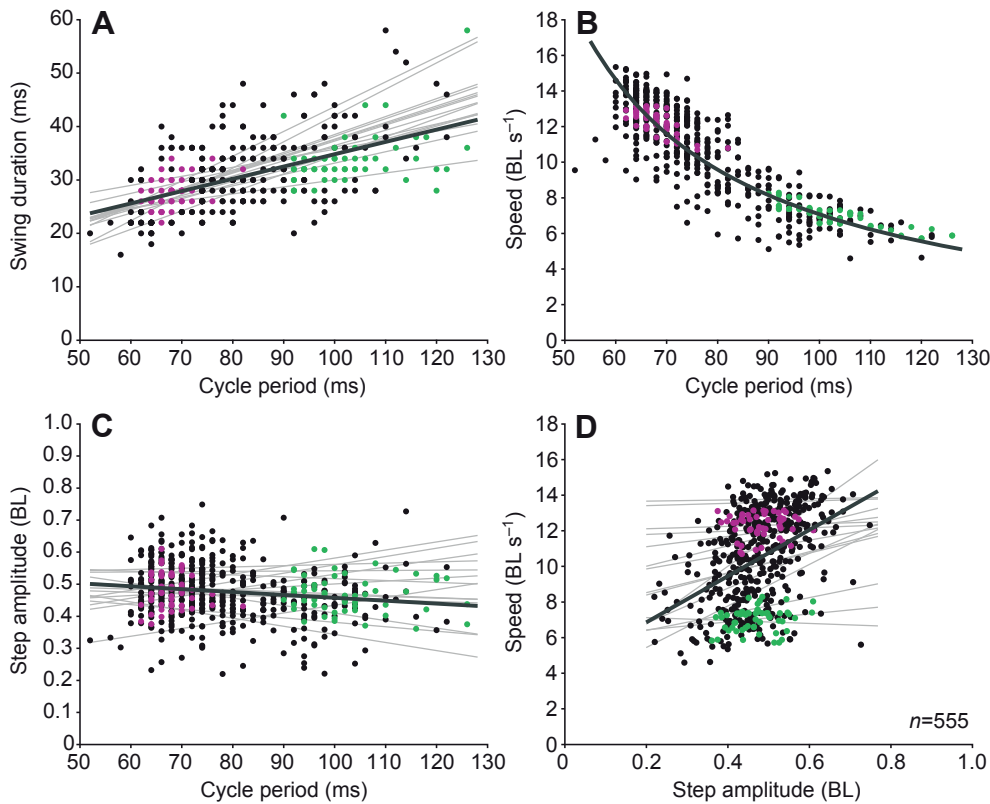 A
Swing duration (ms)
60
50
40
30
20
10
0
50 60 70 80 90 100 110 120 130
Cycle period (ms)
B
Speed (BL s⁻¹)
18
16
14
12
10
8
6
4
2
0
50 60 70 80 90 100 110 120 130
Cycle period (ms)
C
Step amplitude (BL)
1.0
0.9
0.8
0.7
0.6
0.5
0.4
0.3
0.2
0.1
0
50 60 70 80 90 100 110 120 130
Cycle period (ms)
D
Speed (BL s⁻¹)
18
16
14
12
10
8
6
4
2
0
n=555
0 0.2 0.4 0.6 0.8 1.0
Step amplitude (BL)